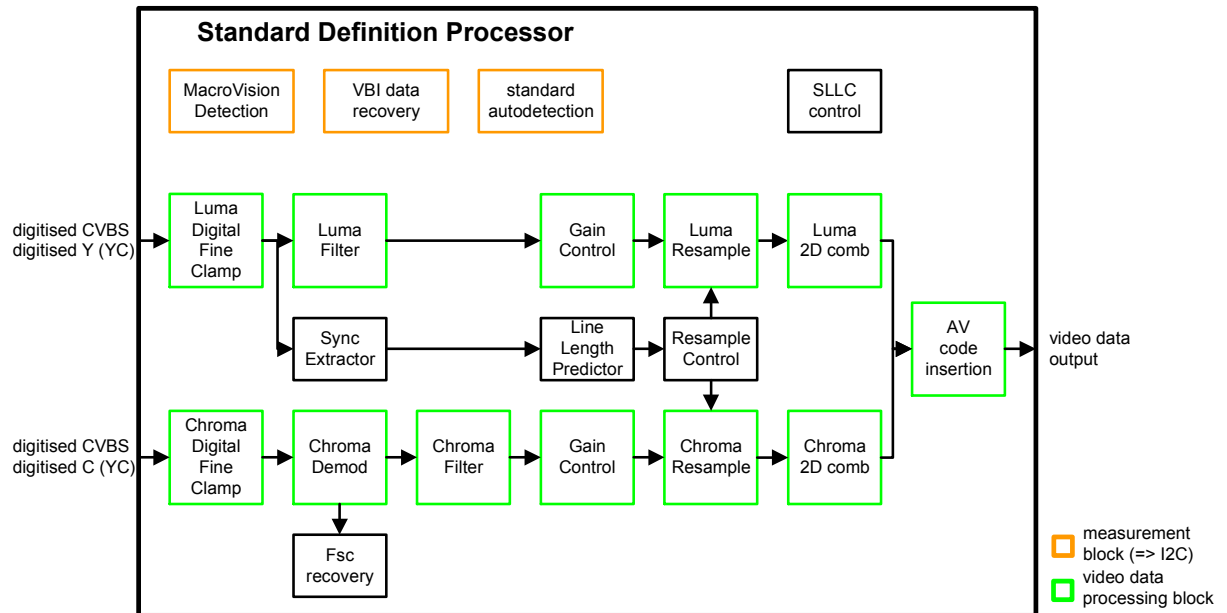 Standard Definition Processor
MacroVision
Detection
VBI data
recovery
standard
autodetection
SLLC
control
digitised CVBS
digitised Y (YC)
Luma
Digital
Fine
Clamp
Luma
Filter
Gain
Control
Luma
Resample
Luma
2D comb
Sync
Extractor
Line
Length
Predictor
Resample
Control
AV
code
insertion
video data
output
digitised CVBS
digitised C (YC)
Chroma
Digital
Fine
Clamp
Chroma
Demod
Chroma
Filter
Gain
Control
Chroma
Resample
Chroma
2D comb
Fsc
recovery
measurement
block (=> I2C)
video data
processing block